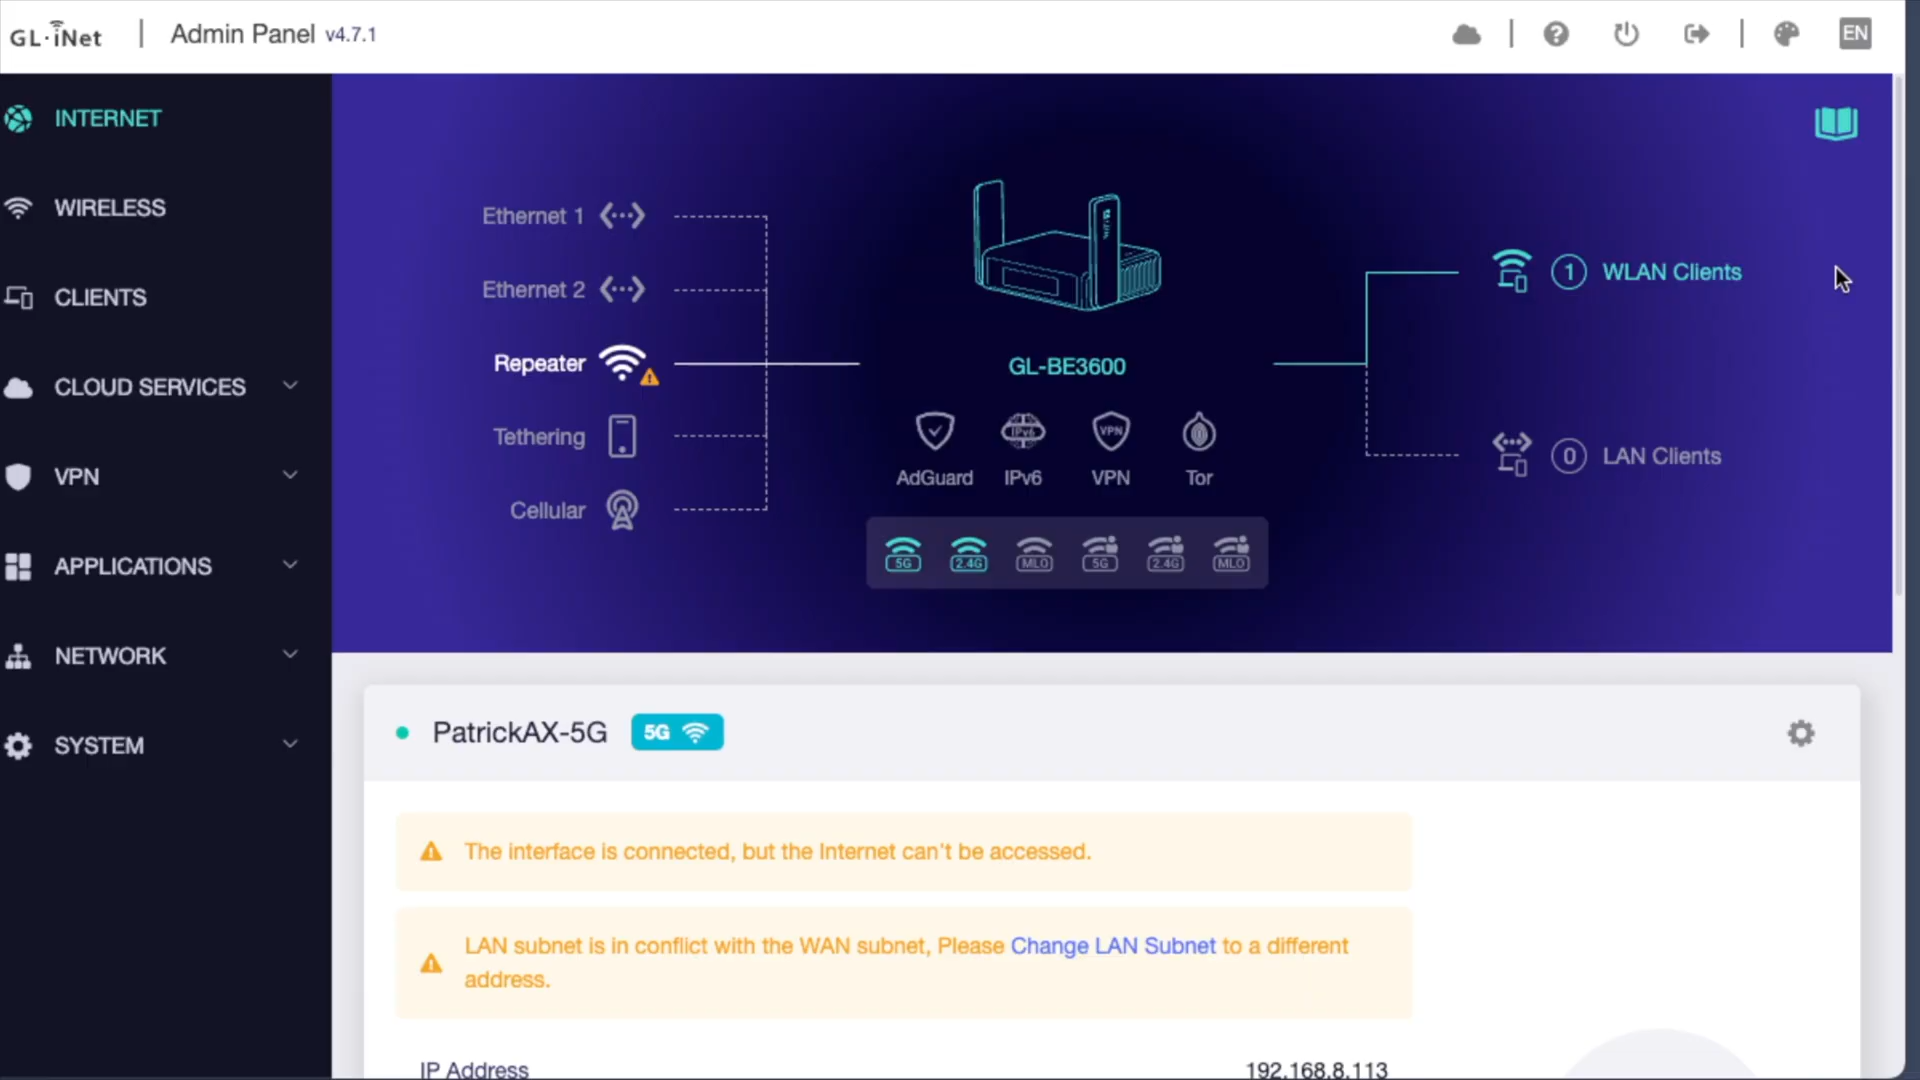 GL·iNet | Admin Panel v4.7.1
EN
INTERNET
WIRELESS
CLIENTS
CLOUD SERVICES
VPN
APPLICATIONS
NETWORK
SYSTEM
Ethernet 1
Ethernet 2
Repeater
Tethering
Cellular
GL-BE3600
AdGuard
IPv6
IPv6
VPN
VPN
Tor
5G
2.4G
MLO
5G
2.4G
MLO
1 WLAN Clients
0 LAN Clients
PatrickAX-5G 5G
The interface is connected, but the Internet can't be accessed.
LAN subnet is in conflict with the WAN subnet, Please Change LAN Subnet to a different
address.
IP Address 192.168.8.113